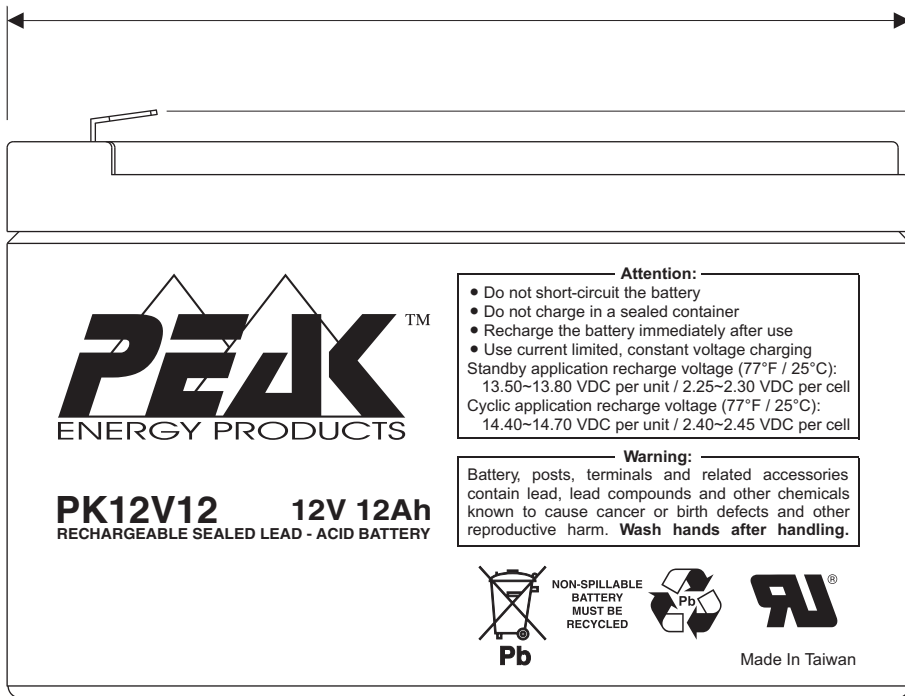 PEAK™
ENERGY PRODUCTS
PK12V12 12V 12Ah
RECHARGEABLE SEALED LEAD - ACID BATTERY
Attention:
• Do not short-circuit the battery
• Do not charge in a sealed container
• Recharge the battery immediately after use
• Use current limited, constant voltage charging
Standby application recharge voltage (77°F / 25°C):
13.50~13.80 VDC per unit / 2.25~2.30 VDC per cell
Cyclic application recharge voltage (77°F / 25°C):
14.40~14.70 VDC per unit / 2.40~2.45 VDC per cell
Warning:
Battery, posts, terminals and related accessories
contain lead, lead compounds and other chemicals
known to cause cancer or birth defects and other
reproductive harm. Wash hands after handling.
Pb
NON-SPILLABLE
BATTERY
MUST BE
RECYCLED
Pb
RU®
Made In Taiwan